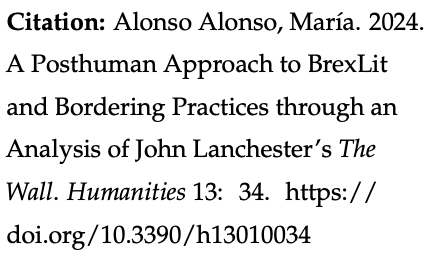 Citation: Alonso Alonso, María. 2024.
A Posthuman Approach to BrexLit
and Bordering Practices through an
Analysis of John Lanchester’s The
Wall. Humanities 13: 34. https://
doi.org/10.3390/h13010034